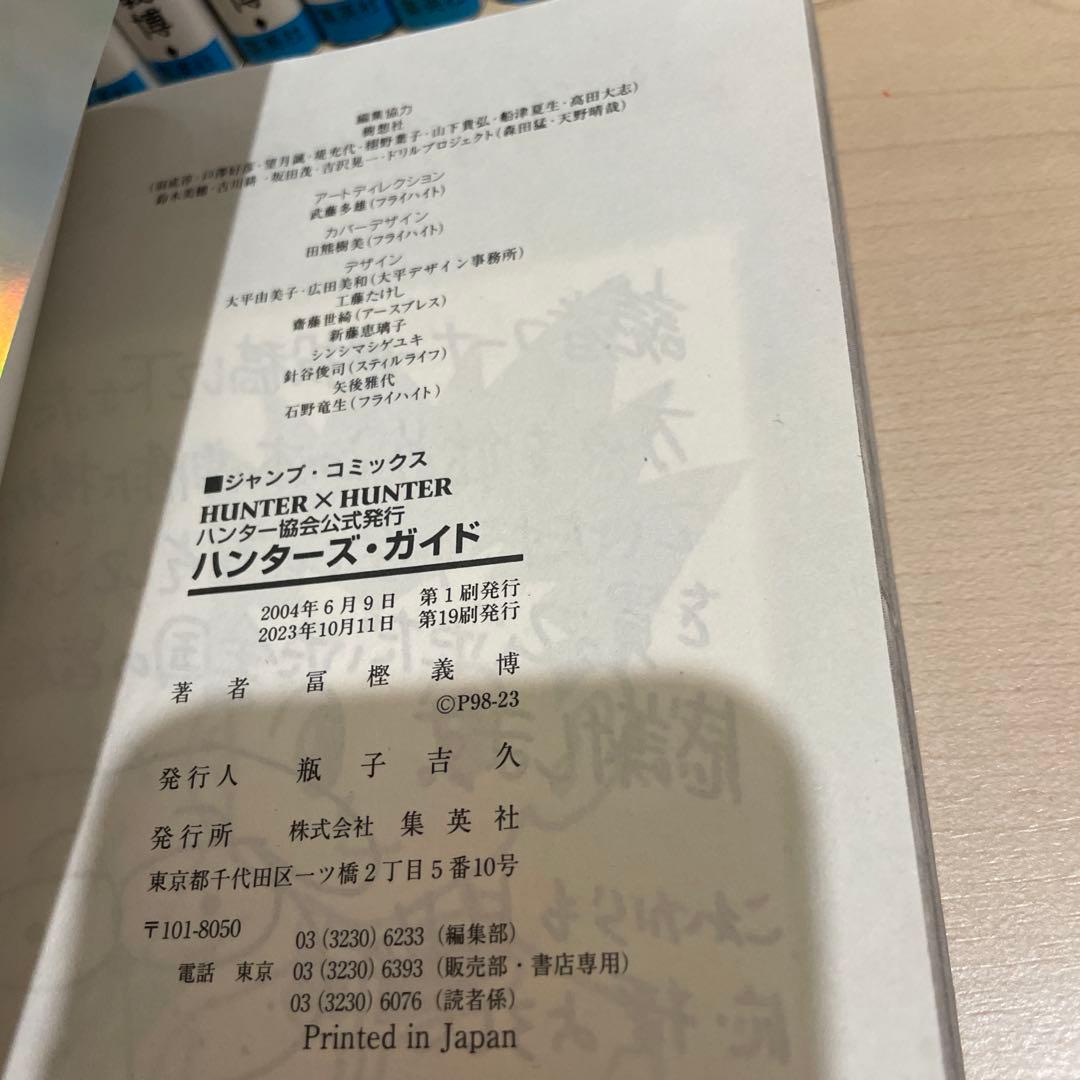 集英社
集英社
編集協力
樹想社
戸澤好彦・望月誠・堤充代・栩野葉子・山下貴弘・船津夏生・高田大志)
鈴木美穂・吉川耕一・坂田茂・吉沢晃一・ドリルプロジェクト(森田猛・天野晴哉)
アートディレクション
武藤多雄(フライハイト)
カバーデザイン
田熊樹美(フライハイト)
デザイン
大平由美子・広田美和(大平デザイン事務所)
工藤たけし
齋藤世綺(アースプレス)
新藤恵璃子
シンシマシゲユキ
針谷俊司(スティルライフ)
矢後雅代
石野竜生(フライハイト)
■ジャンプ・コミックス
HUNTER×HUNTER
ハンター協会公式発行
ハンターズ・ガイド
2004年6月9日 第1刷発行
2023年10月11日 第19刷発行
著者 冨樫義博
©P98-23
発行人 瓶子吉久
発行所 株式会社 集英社
東京都千代田区一ツ橋2丁目5番10号
〒101-8050
03(3230)6233(編集部)
電話 東京 03(3230)6393(販売部・書店専用)
03(3230)6076(読者係)
Printed in Japan